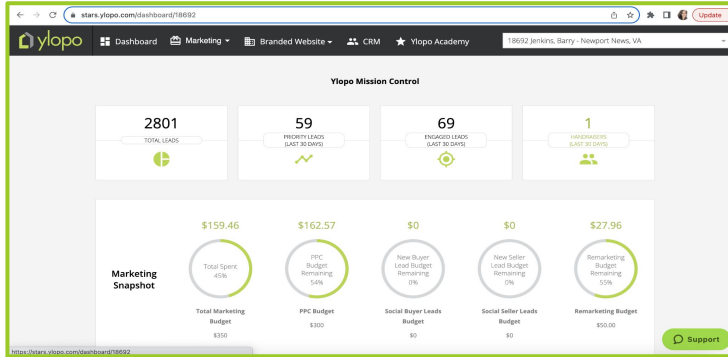 stars.ylopo.com/dashboard/18692
Update
ylopo
Dashboard
Marketing
Branded Website
CRM
Ylopo Academy
18692 Jenkins, Barry - Newport News, VA
Ylopo Mission Control
2801
TOTAL LEADS
59
PRIORITY LEADS
(LAST 30 DAYS)
69
ENGAGED LEADS
(LAST 30 DAYS)
1
HANDRAISERS
(LAST 30 DAYS)
Marketing
Snapshot
$159.46
Total Spent
45%
Total Marketing
Budget
$350
$162.57
PPC
Budget
Remaining
54%
PPC Budget
$300
$0
New Buyer
Lead Budget
Remaining
0%
Social Buyer Leads
Budget
$0
$0
New Seller
Lead Budget
Remaining
0%
Social Seller Leads
Budget
$0
$27.96
Remarketing
Budget
Remaining
55%
Remarketing Budget
$50.00
Support
https://stars.ylopo.com/dashboard/18692